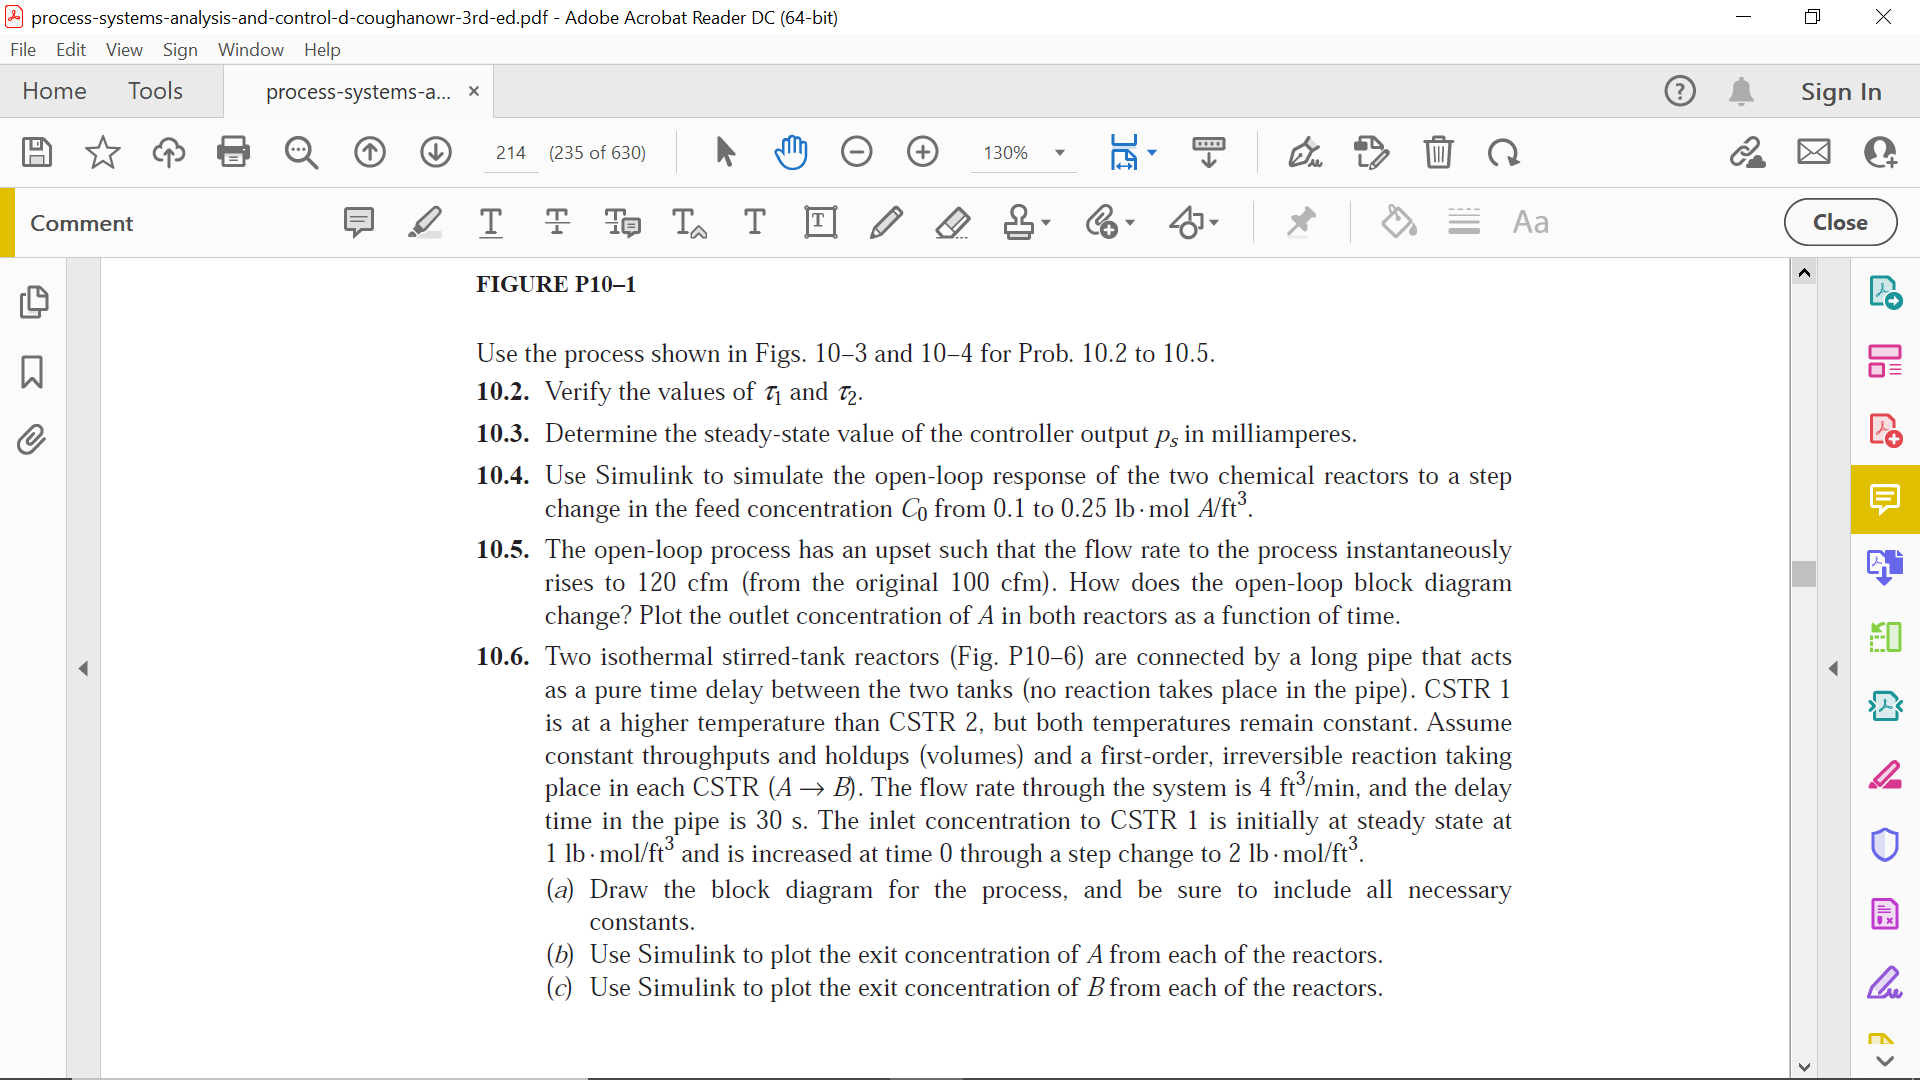 process-systems-analysis-and-control-d-coughanowr-3rd-ed.pdf - Adobe Acrobat Reader DC (64-bit)
File Edit View Sign Window Help
Home Tools process-systems-a... × Sign In
214 (235 of 630) 130%
Comment Aa Close
FIGURE P10–1
Use the process shown in Figs. 10–3 and 10–4 for Prob. 10.2 to 10.5.
10.2. Verify the values of τ₁ and τ₂.
10.3. Determine the steady-state value of the controller output pₛ in milliamperes.
10.4. Use Simulink to simulate the open-loop response of the two chemical reactors to a step
change in the feed concentration C₀ from 0.1 to 0.25 lb·mol A/ft³.
10.5. The open-loop process has an upset such that the flow rate to the process instantaneously
rises to 120 cfm (from the original 100 cfm). How does the open-loop block diagram
change? Plot the outlet concentration of A in both reactors as a function of time.
10.6. Two isothermal stirred-tank reactors (Fig. P10–6) are connected by a long pipe that acts
as a pure time delay between the two tanks (no reaction takes place in the pipe). CSTR 1
is at a higher temperature than CSTR 2, but both temperatures remain constant. Assume
constant throughputs and holdups (volumes) and a first-order, irreversible reaction taking
place in each CSTR (A → B). The flow rate through the system is 4 ft³/min, and the delay
time in the pipe is 30 s. The inlet concentration to CSTR 1 is initially at steady state at
1 lb·mol/ft³ and is increased at time 0 through a step change to 2 lb·mol/ft³.
(a) Draw the block diagram for the process, and be sure to include all necessary
constants.
(b) Use Simulink to plot the exit concentration of A from each of the reactors.
(c) Use Simulink to plot the exit concentration of B from each of the reactors.